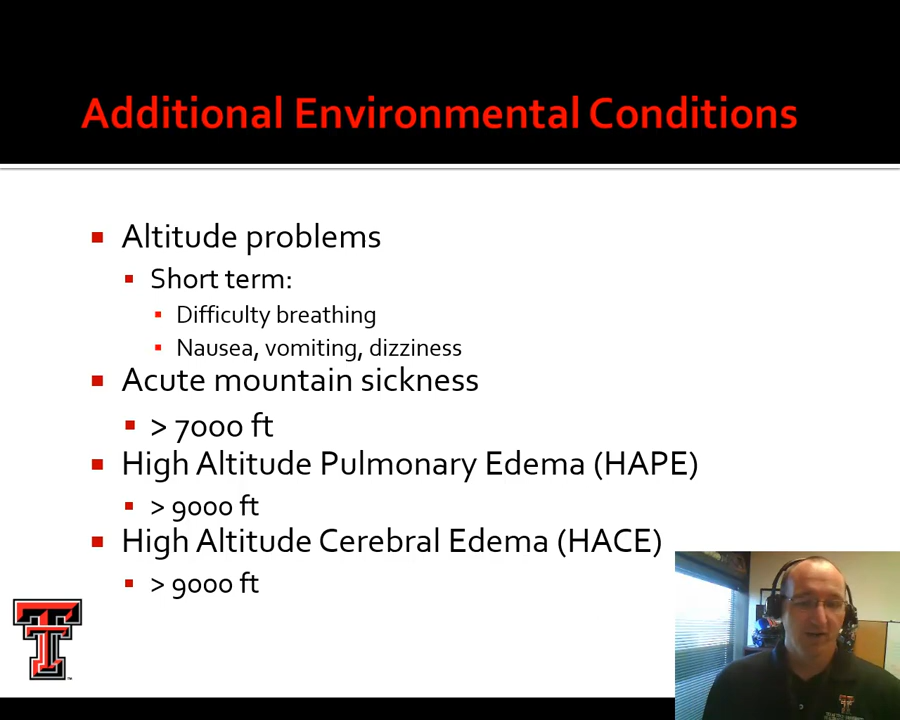 Additional Environmental Conditions
Altitude problems
Short term:
Difficulty breathing
Nausea, vomiting, dizziness
Acute mountain sickness
> 7000 ft
High Altitude Pulmonary Edema (HAPE)
> 9000 ft
High Altitude Cerebral Edema (HACE)
> 9000 ft